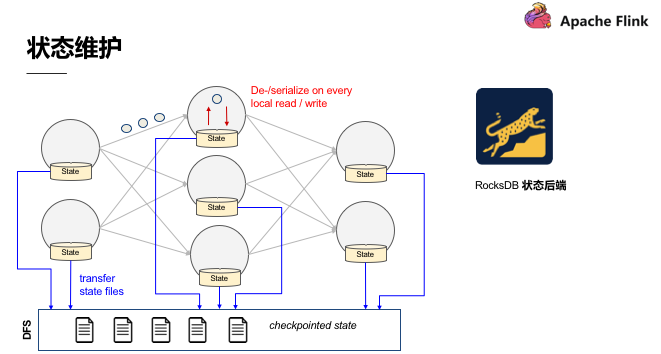 Apache Flink
状态维护
De-/serialize on every
local read / write
State
State
State
State
State
State
State
RocksDB 状态后端
transfer
state files
DFS
checkpointed state